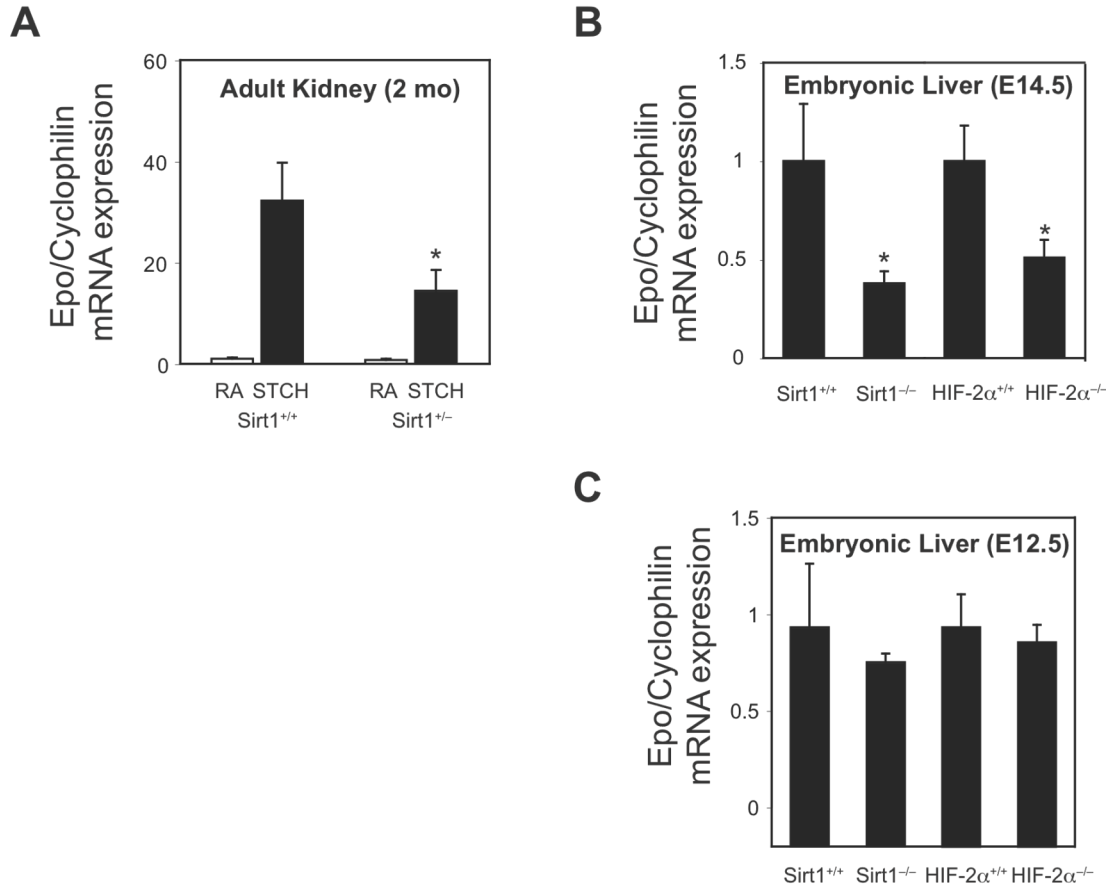 A
Epo/Cyclophilin
mRNA expression
60
40
20
0
Adult Kidney (2 mo)
*
RA STCH RA STCH
Sirt1⁺/⁺ Sirt1⁺/⁻
B
Epo/Cyclophilin
mRNA expression
1.5
1
0.5
0
Embryonic Liver (E14.5)
*
*
Sirt1⁺/⁺ Sirt1⁻/⁻ HIF-2α⁺/⁺ HIF-2α⁻/⁻
C
Epo/Cyclophilin
mRNA expression
1.5
1
0.5
0
Embryonic Liver (E12.5)
Sirt1⁺/⁺ Sirt1⁻/⁻ HIF-2α⁺/⁺ HIF-2α⁻/⁻